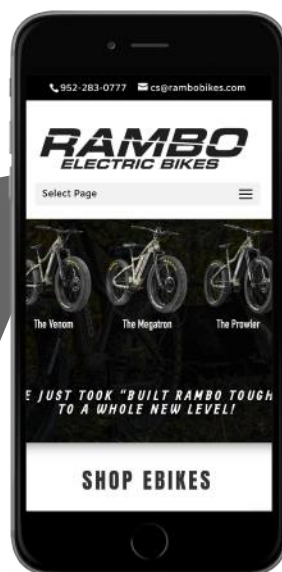 952-283-0777 cs@rambobikes.com
RAMBO
ELECTRIC BIKES
Select Page
The Venom The Megatron The Prowler
E JUST TOOK "BUILT RAMBO TOUGH
TO A WHOLE NEW LEVEL!
SHOP EBIKES